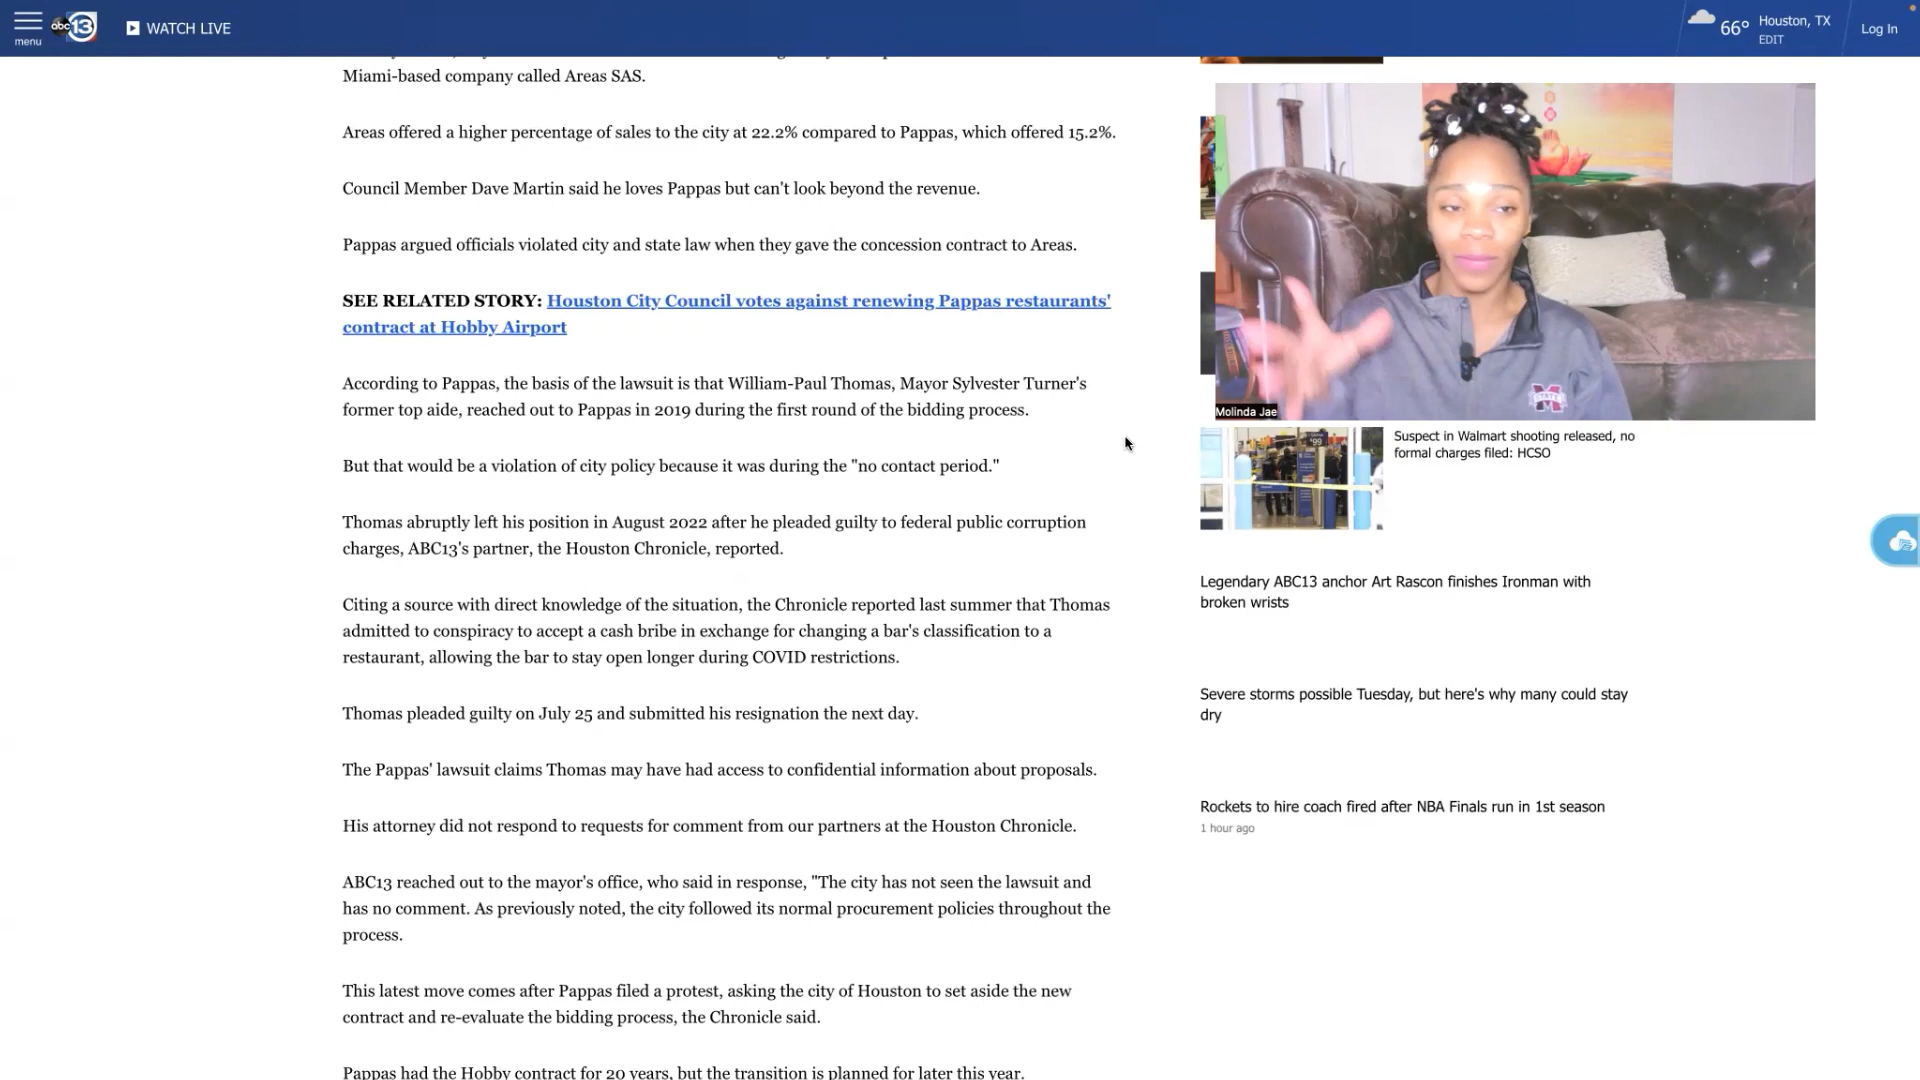 menu
abc 13
WATCH LIVE
66°
Houston, TX
EDIT
Log In
Miami-based company called Areas SAS.
Areas offered a higher percentage of sales to the city at 22.2% compared to Pappas, which offered 15.2%.
Council Member Dave Martin said he loves Pappas but can't look beyond the revenue.
Pappas argued officials violated city and state law when they gave the concession contract to Areas.
SEE RELATED STORY: Houston City Council votes against renewing Pappas restaurants'
contract at Hobby Airport
According to Pappas, the basis of the lawsuit is that William-Paul Thomas, Mayor Sylvester Turner's
former top aide, reached out to Pappas in 2019 during the first round of the bidding process.
But that would be a violation of city policy because it was during the "no contact period."
Thomas abruptly left his position in August 2022 after he pleaded guilty to federal public corruption
charges, ABC13's partner, the Houston Chronicle, reported.
Citing a source with direct knowledge of the situation, the Chronicle reported last summer that Thomas
admitted to conspiracy to accept a cash bribe in exchange for changing a bar's classification to a
restaurant, allowing the bar to stay open longer during COVID restrictions.
Thomas pleaded guilty on July 25 and submitted his resignation the next day.
The Pappas' lawsuit claims Thomas may have had access to confidential information about proposals.
His attorney did not respond to requests for comment from our partners at the Houston Chronicle.
ABC13 reached out to the mayor's office, who said in response, "The city has not seen the lawsuit and
has no comment. As previously noted, the city followed its normal procurement policies throughout the
process.
This latest move comes after Pappas filed a protest, asking the city of Houston to set aside the new
contract and re-evaluate the bidding process, the Chronicle said.
Pappas had the Hobby contract for 20 years, but the transition is planned for later this year.
M
STATE
Molinda Jae
Suspect in Walmart shooting released, no
formal charges filed: HCSO
Legendary ABC13 anchor Art Rascon finishes Ironman with
broken wrists
Severe storms possible Tuesday, but here's why many could stay
dry
Rockets to hire coach fired after NBA Finals run in 1st season
1 hour ago